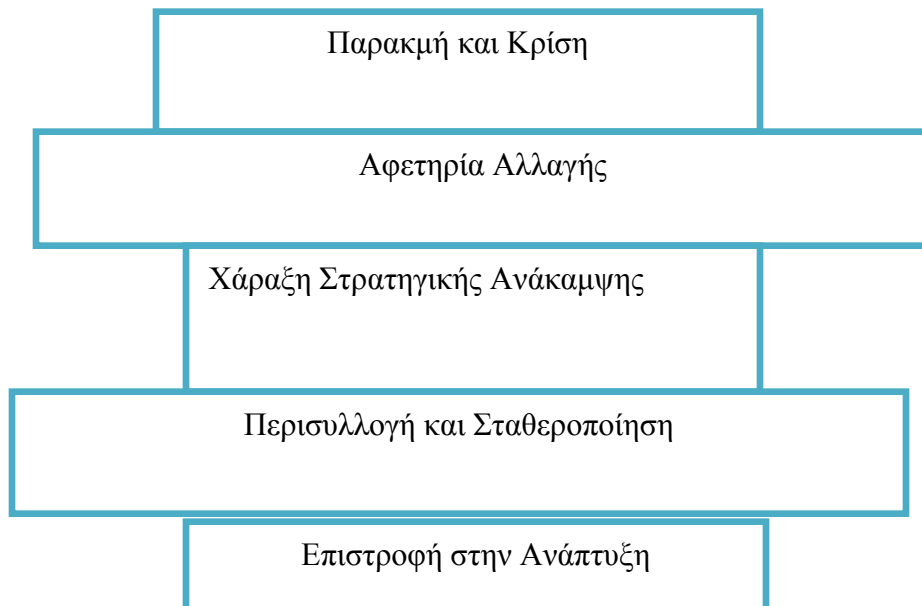 Παρακμή και Κρίση
Αφετηρία Αλλαγής
Χάραξη Στρατηγικής Ανάκαμψης
Περισυλλογή και Σταθεροποίηση
Επιστροφή στην Ανάπτυξη